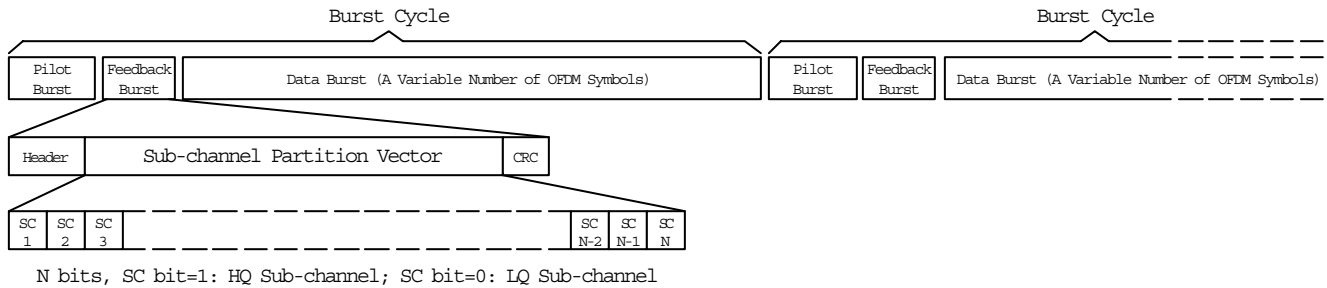 Burst Cycle
Burst Cycle
Pilot
Burst
Feedback
Burst
Data Burst (A Variable Number of OFDM Symbols)
Pilot
Burst
Feedback
Burst
Data Burst (A Variable Number of OFDM Symbols)
Header
Sub-channel Partition Vector
CRC
SC
1
SC
2
SC
3
SC
N-2
SC
N-1
SC
N
N bits, SC bit=1: HQ Sub-channel; SC bit=0: LQ Sub-channel